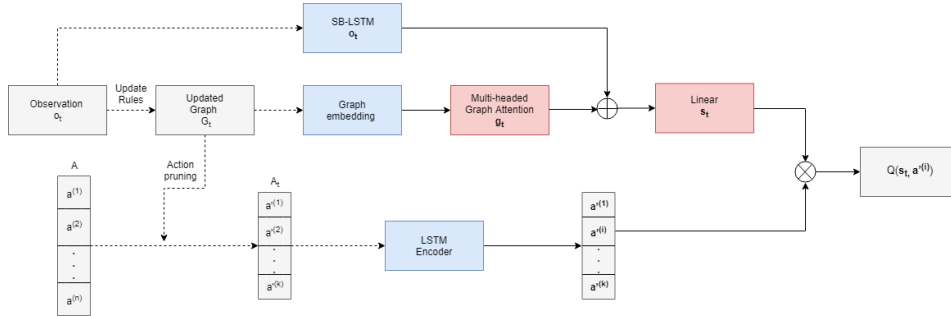 SB-LSTM
o_t
Observation
o_t
Update
Rules
Updated
Graph
G_t
Graph
embedding
Multi-headed
Graph Attention
g_t
Linear
s_t
Q(s_t, a'^(i))
Action
pruning
A
a^(1)
a^(2)
.
.
.
a^(n)
A_t
a'^(1)
a'^(2)
.
.
.
a'^(k)
LSTM
Encoder
a'^(1)
a'^(i)
.
.
.
a'^(k)